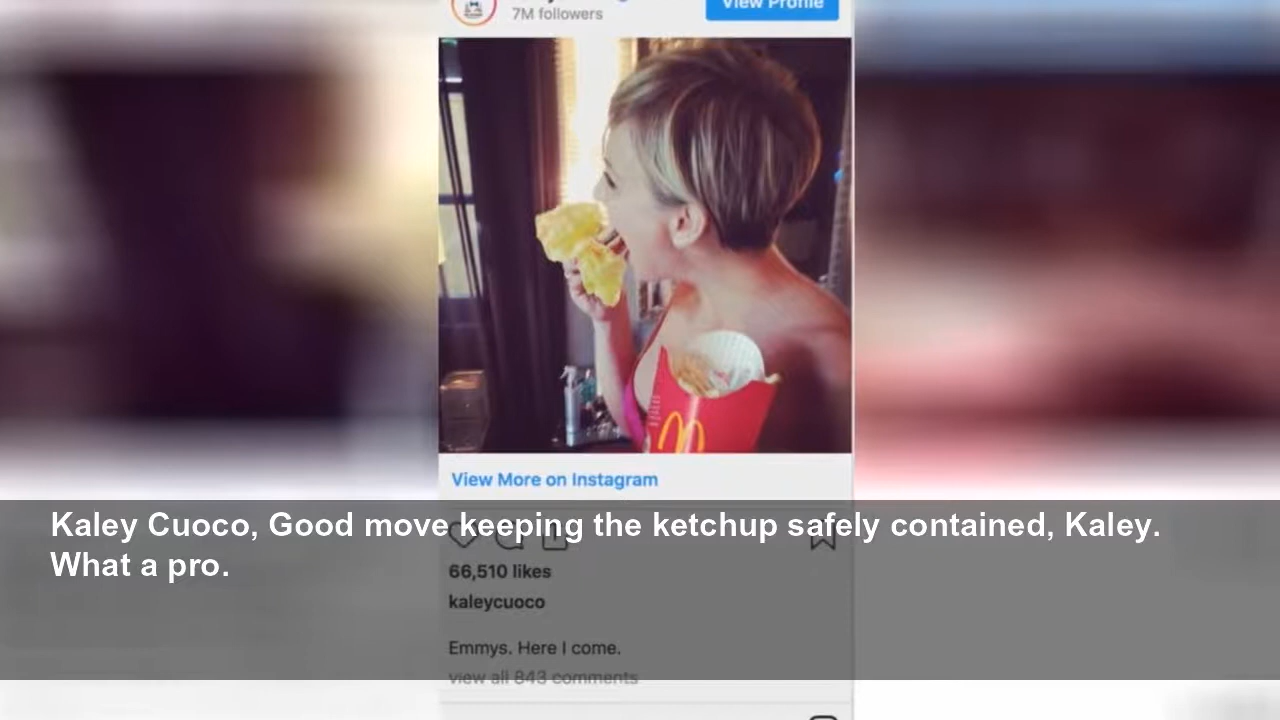 7M followers
View Profile
View More on Instagram
Kaley Cuoco, Good move keeping the ketchup safely contained, Kaley.
What a pro.
66,510 likes
kaleycuoco
Emmys. Here I come.
view all 843 comments